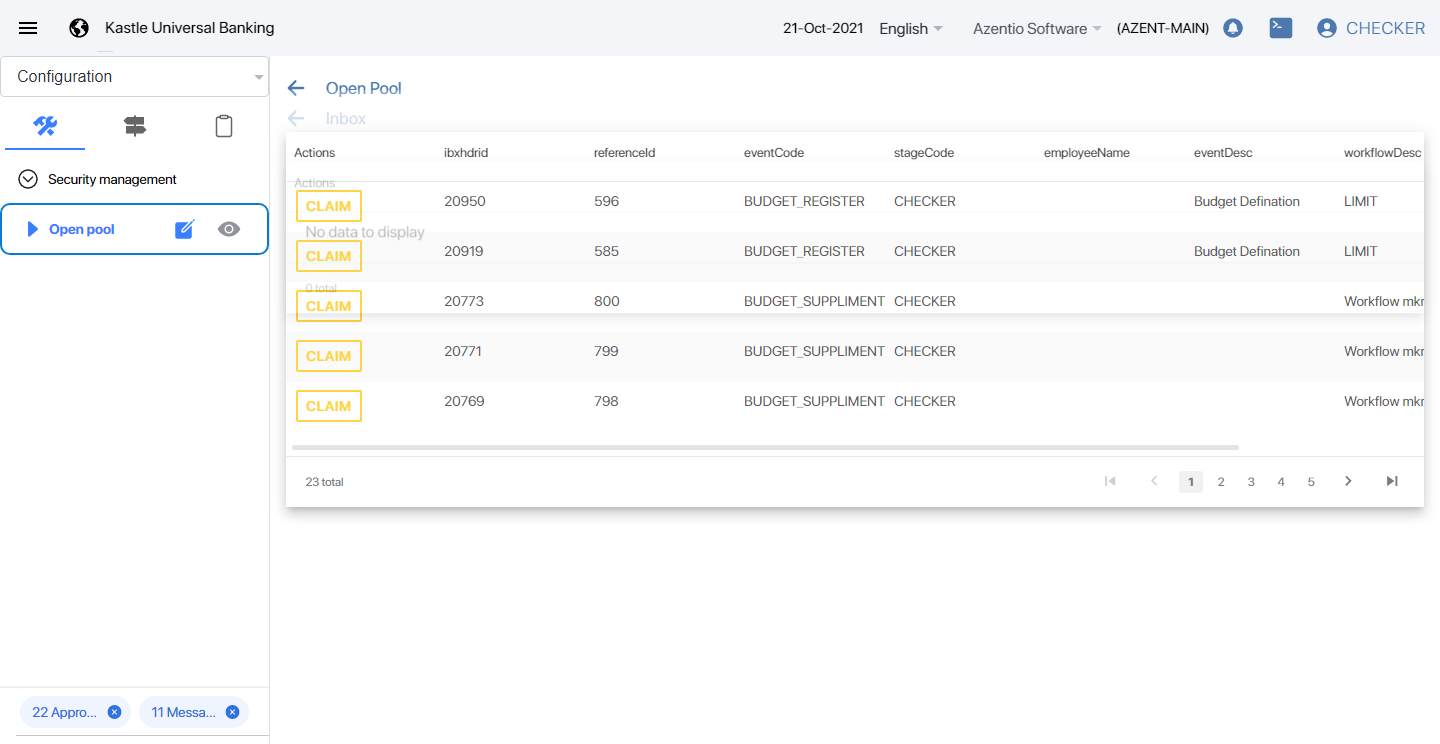 Kastle Universal Banking 21-Oct-2021 English Azentio Software (AZENT-MAIN) CHECKER
Configuration
Security management
Open pool
22 Appro...
11 Messa...
Open Pool
Inbox
Actions ibxhdrid referenceId eventCode stageCode employeeName eventDesc workflowDesc
Actions
CLAIM 20950 596 BUDGET_REGISTER CHECKER Budget Defination LIMIT
No data to display
CLAIM 20919 585 BUDGET_REGISTER CHECKER Budget Defination LIMIT
0 total
CLAIM 20773 800 BUDGET_SUPPLIMENT CHECKER Workflow mkr
CLAIM 20771 799 BUDGET_SUPPLIMENT CHECKER Workflow mkr
CLAIM 20769 798 BUDGET_SUPPLIMENT CHECKER Workflow mkr
23 total 1 2 3 4 5